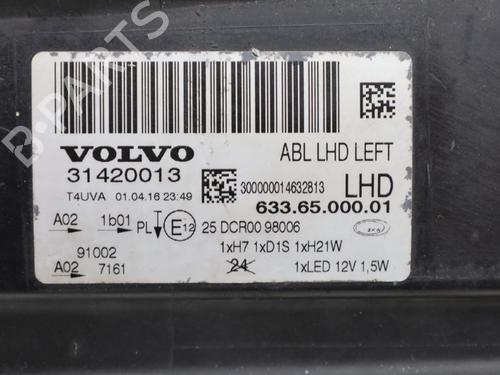 B-PARTS
VOLVO ABL LHD LEFT
31420013 300000014632813 LHD
T4UVA 01.04.16 23:49 633.65.000.01
A02 1b01 PL E12 25 DCR00 98006
91002 1xH7 1xD1S 1xH21W
A02 7161 24 1xLED 12V 1,5W